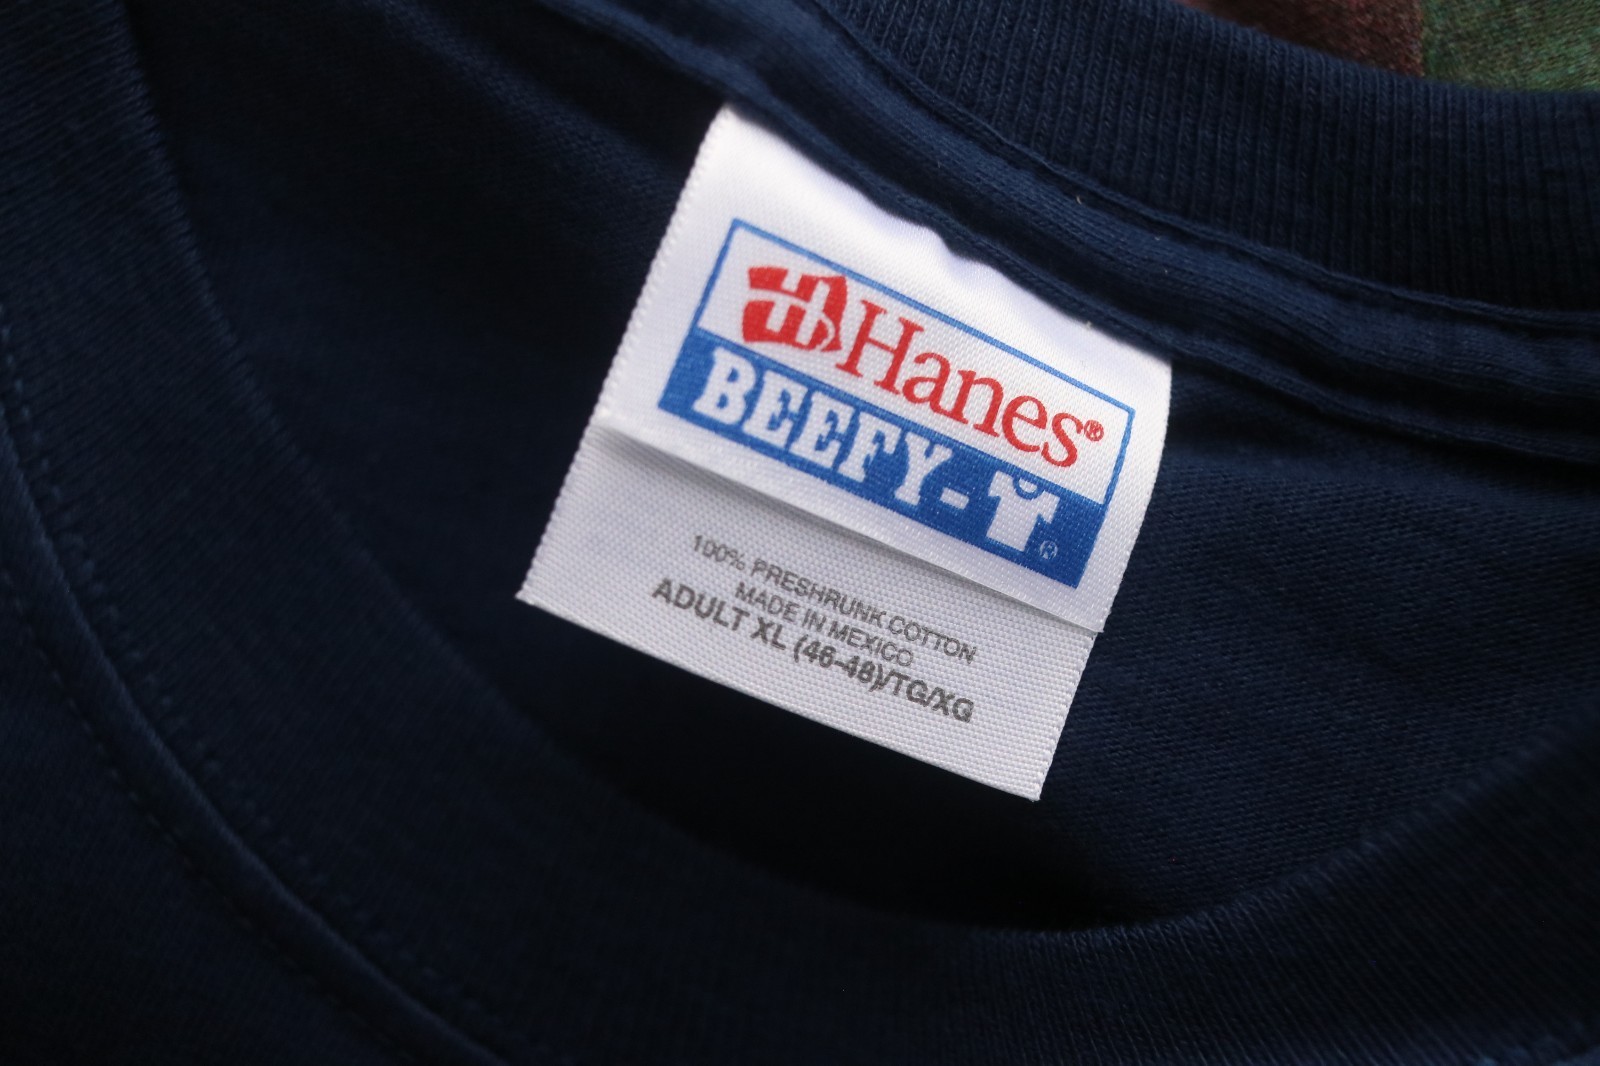 Hanes®
BEEFY-T®
100% PRESHRUNK COTTON
MADE IN MEXICO
ADULT XL (46-48)/TG/XG